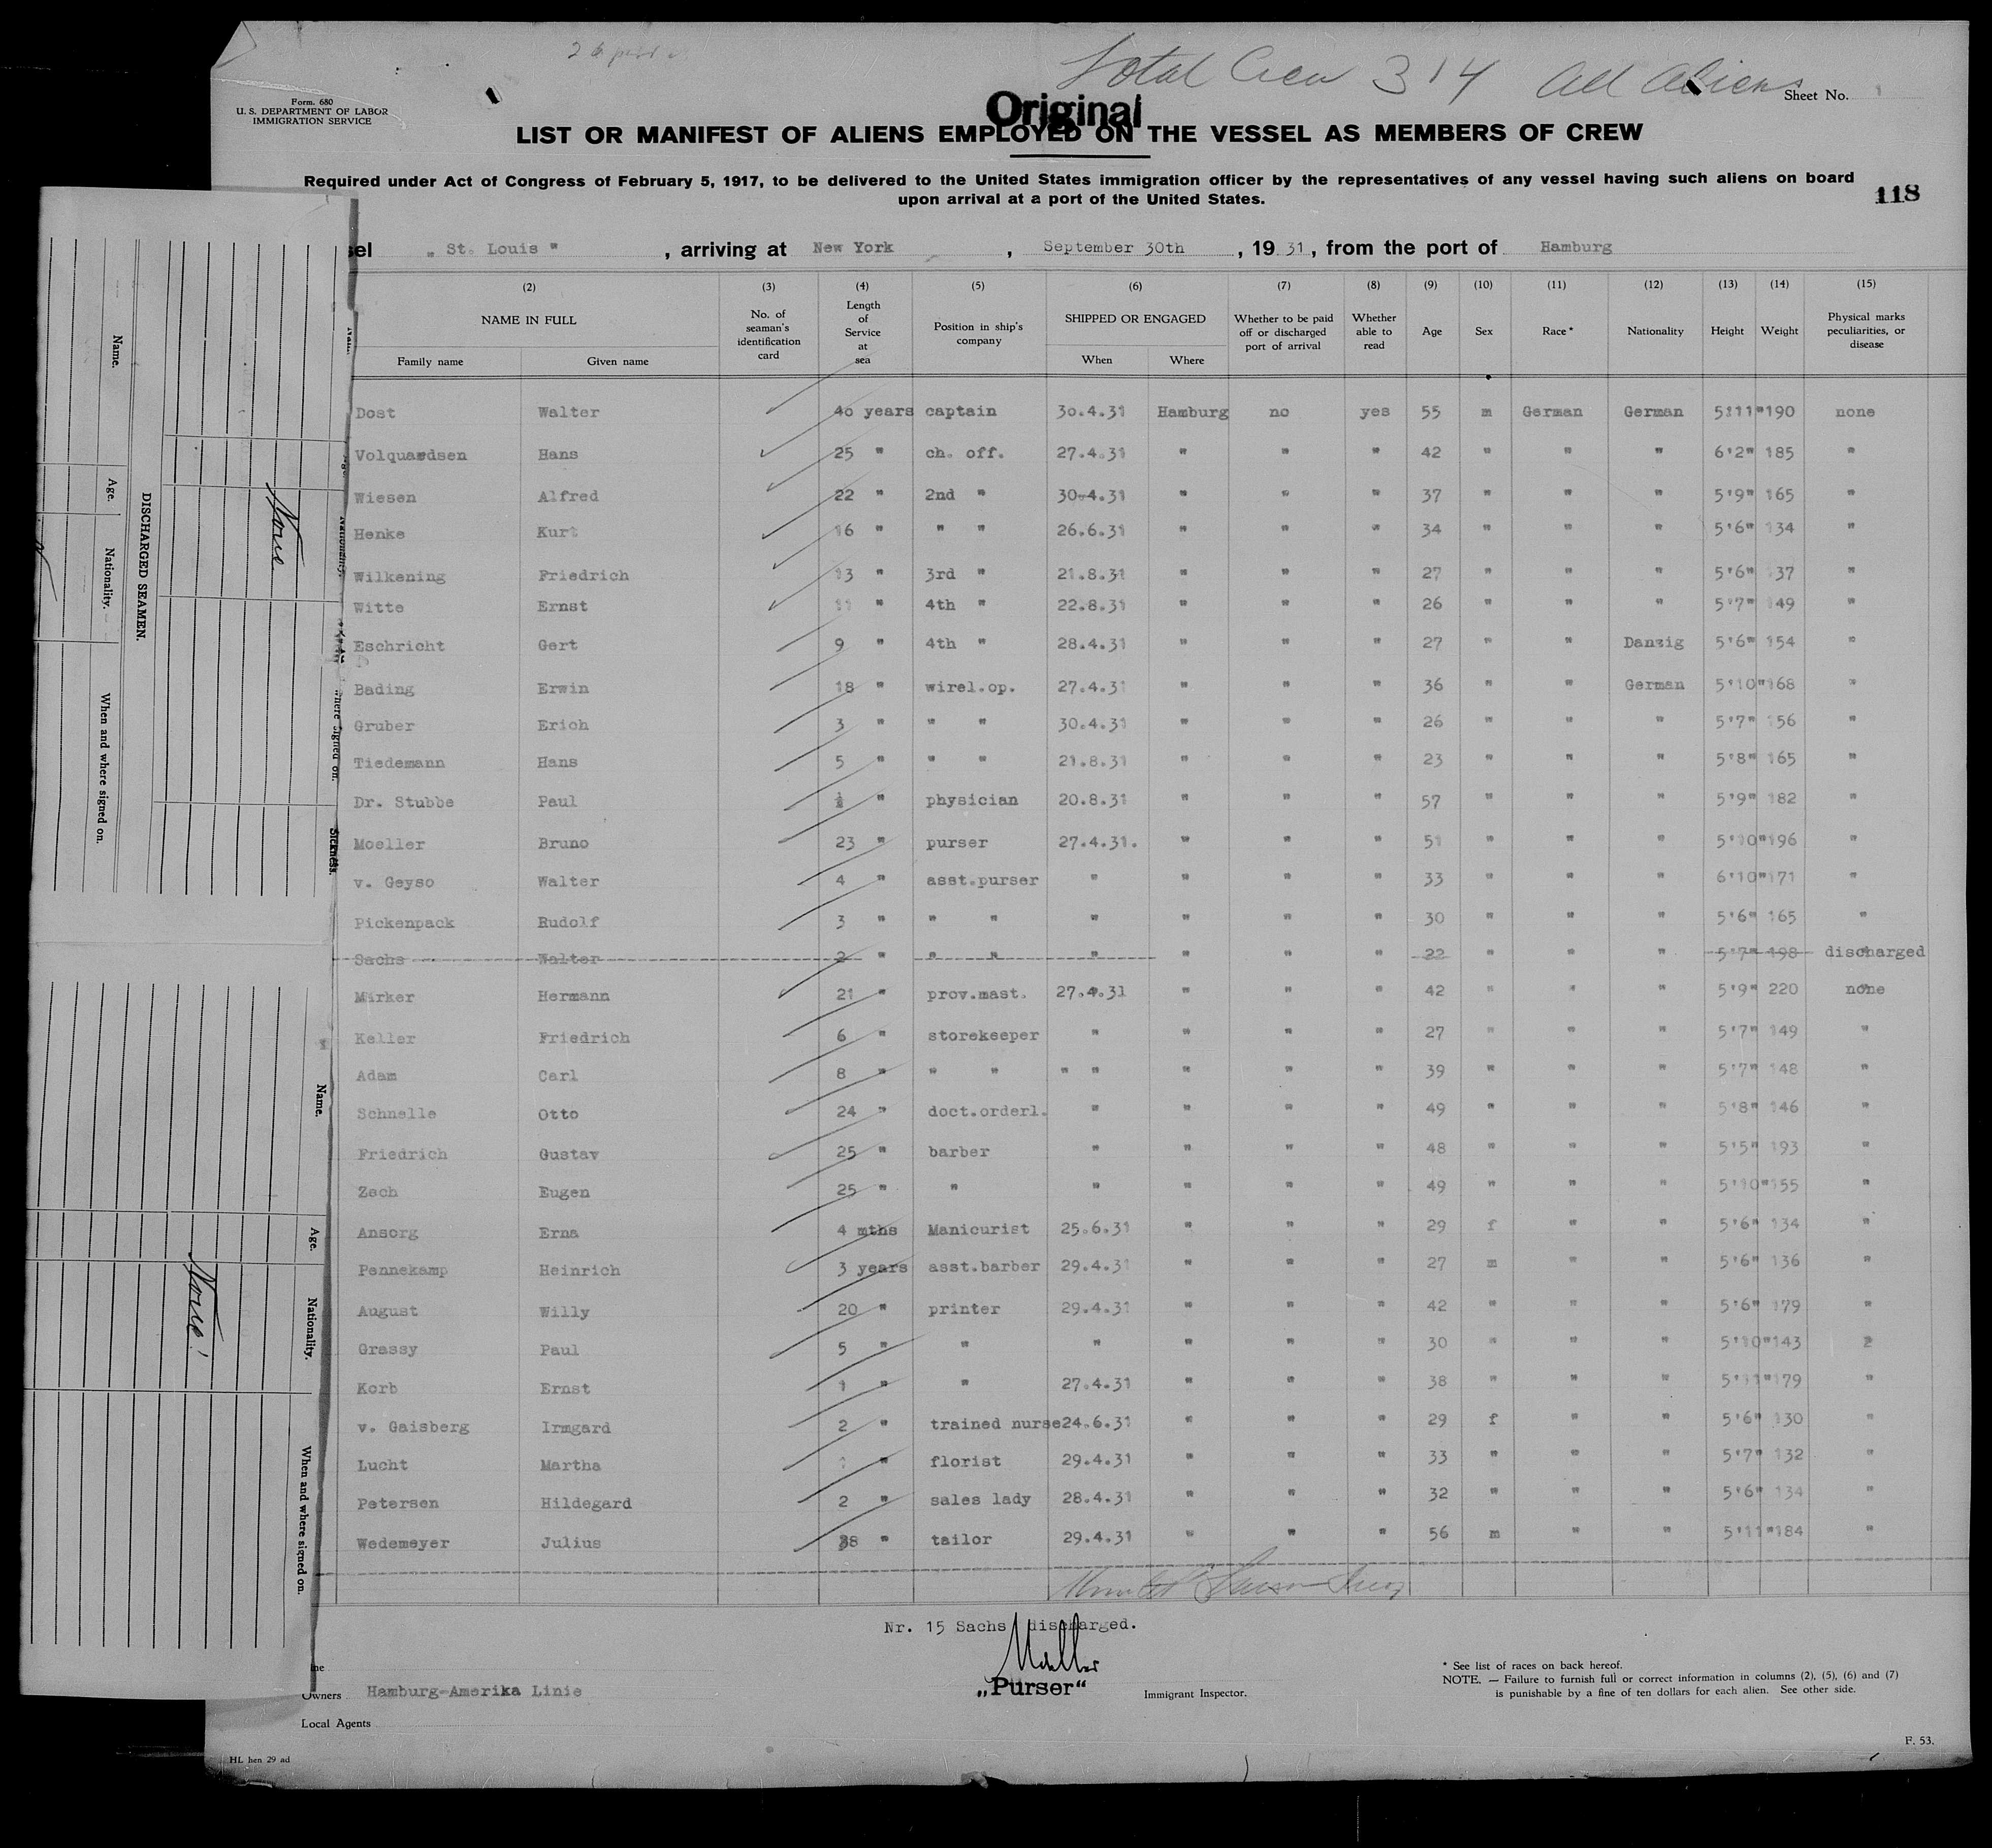 Total Crew 314 All Aliens
Form. 680
U. S. DEPARTMENT OF LABOR
IMMIGRATION SERVICE
Original
Sheet No. 1
LIST OR MANIFEST OF ALIENS EMPLOYED ON THE VESSEL AS MEMBERS OF CREW
Required under Act of Congress of February 5, 1917, to be delivered to the United States immigration officer by the representatives of any vessel having such aliens on board
upon arrival at a port of the United States.
118
sel „ St. Louis " , arriving at New York , September 30th , 19 31 , from the port of Hamburg
(2) (3) (4) (5) (6) (7) (8) (9) (10) (11) (12) (13) (14) (15)
NAME IN FULL No. of seaman's identification card Length of Service at sea Position in ship's company SHIPPED OR ENGAGED Whether to be paid off or discharged port of arrival Whether able to read Age Sex Race * Nationality Height Weight Physical marks peculiarities, or disease
Family name Given name When Where
Dost Walter 40 years captain 30.4.31 Hamburg no yes 55 m German German 5'11" 190 none
Volquardsen Hans 25 " ch. off. 27.4.31 " " " 42 " " " 6'2" 185 "
Wiesen Alfred 22 " 2nd " 30.4.31 " " " 37 " " " 5'9" 165 "
Henke Kurt 16 " " " 26.6.31 " " " 34 " " " 5'6" 134 "
Wilkening Friedrich 13 " 3rd " 21.8.31 " " " 27 " " " 5'6" 137 "
Witte Ernst 11 " 4th " 22.8.31 " " " 26 " " " 5'7" 149 "
Eschricht Gert 9 " 4th " 28.4.31 " " " 27 " " Danzig 5'6" 154 "
Bading Erwin 18 " wirel.op. 27.4.31 " " " 36 " " German 5'10" 168 "
Gruber Erich 3 " " " 30.4.31 " " " 26 " " " 5'7" 156 "
Tiedemann Hans 5 " " " 21.8.31 " " " 23 " " " 5'8" 165 "
Dr. Stubbe Paul " physician 20.8.31 " " " 57 " " " 5'9" 182 "
Moeller Bruno 23 " purser 27.4.31. " " " 51 " " " 5'10" 196 "
v. Geyso Walter 4 " asst.purser " " " " 33 " " " 6'10" 171 "
Pickenpack Rudolf 3 " " " " " " " 30 " " " 5'6" 165 "
Sachs Walter 2 " " " " " " " 22 " " " 5'7" 198 discharged
Mirker Hermann 21 " prov.mast. 27.4.31 " " " 42 " " " 5'9" 220 none
Keller Friedrich 6 " storekeeper " " " " 27 " " " 5'7" 149 "
Adam Carl 8 " " " " " " " " 39 " " " 5'7" 148 "
Schnelle Otto 24 " doct.orderl. " " " " 49 " " " 5'8" 146 "
Friedrich Gustav 25 " barber " " " " 48 " " " 5'5" 193 "
Zech Eugen 25 " " " " " " 49 " " " 5'10" 155 "
Ansorg Erna 4 mths Manicurist 25.6.31 " " " 29 f " " 5'6" 134 "
Pennekamp Heinrich 3 years asst.barber 29.4.31 " " " 27 m " " 5'6" 136 "
August Willy 20 " printer 29.4.31 " " " 42 " " " 5'6" 179 "
Grassy Paul 5 " " " " " " 30 " " " 5'10" 143 2
Korb Ernst 1 " " 27.4.31 " " " 38 " " " 5'11" 179 "
v. Gaisberg Irmgard 2 " trained nurse 24.6.31 " " " 29 f " " 5'6" 130 "
Lucht Martha 1 " florist 29.4.31 " " " 33 " " " 5'7" 132 "
Petersen Hildegard 2 " sales lady 28.4.31 " " " 32 " " " 5'6" 134 "
Wedemeyer Julius 38 " tailor 29.4.31 " " " 56 m " " 5'11" 184 "
Nr. 15 Sachs discharged.
Moeller
„Purser“
Immigrant Inspector.
* See list of races on back hereof.
NOTE. — Failure to furnish full or correct information in columns (2), (5), (6) and (7)
is punishable by a fine of ten dollars for each alien. See other side.
ine
Owners Hamburg-Amerika Linie
Local Agents
HL hen 29 ad
F. 53.
DISCHARGED SEAMEN.
Name. Age. Nationality. When and where signed on.
None
Sickness.
Name. Age. Nationality. When and where signed on.
None!